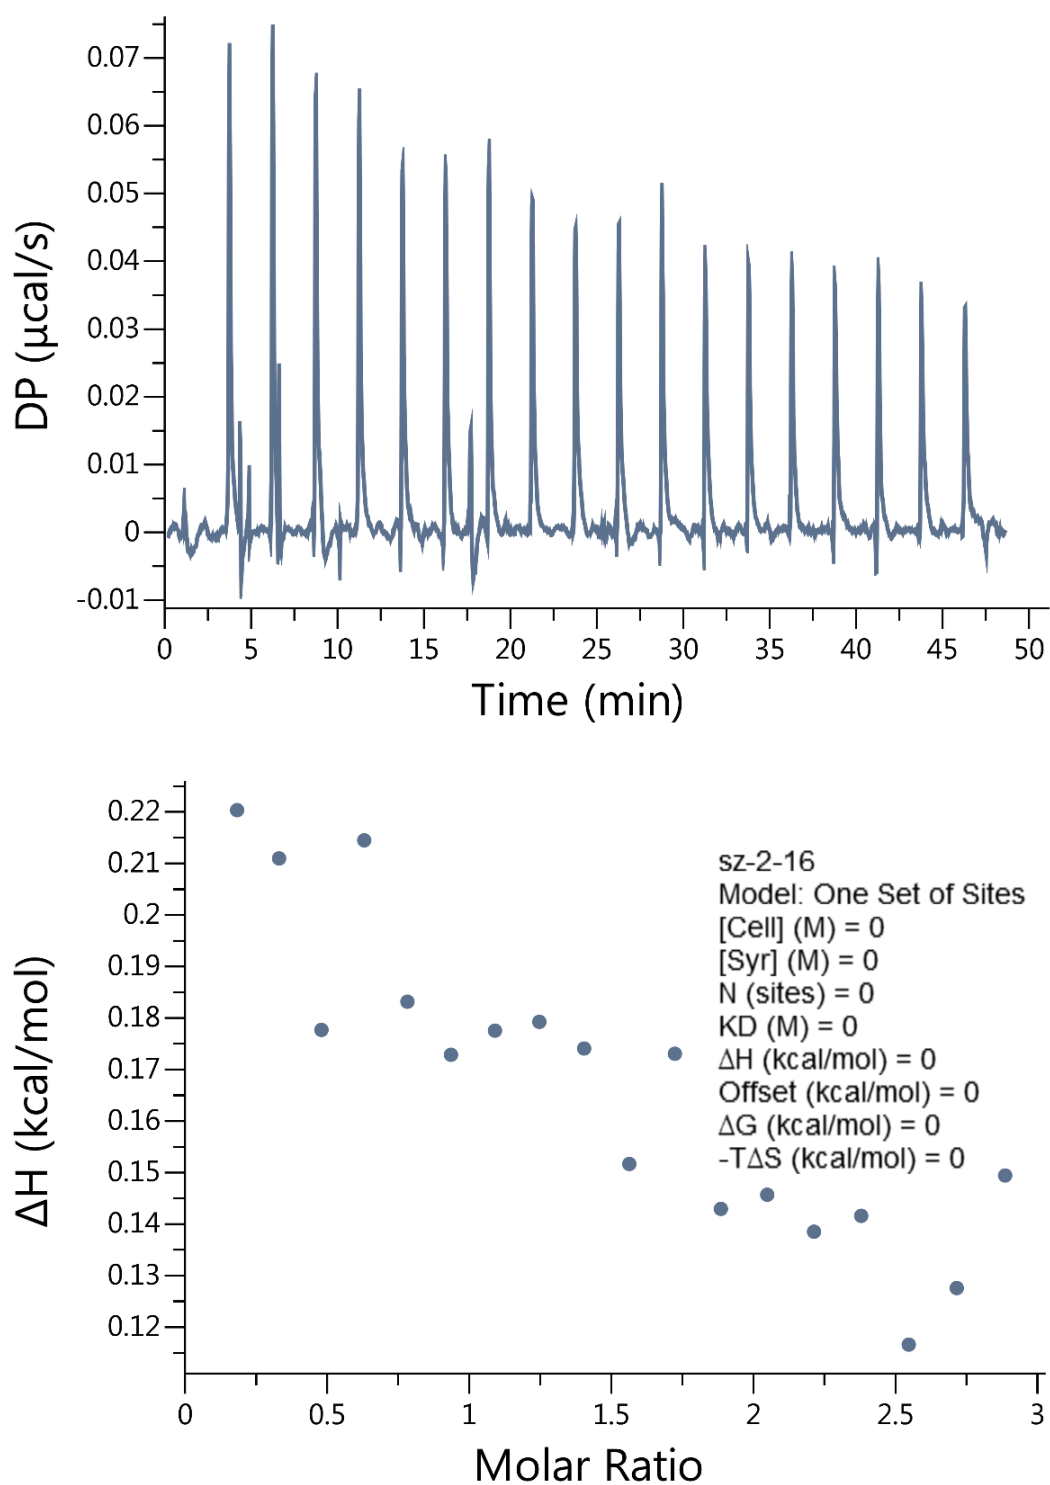 0.07
0.06
0.05
0.04
0.03
0.02
0.01
0
-0.01
DP (μcal/s)
0 5 10 15 20 25 30 35 40 45 50
Time (min)
0.22
0.21
0.2
0.19
0.18
0.17
0.16
0.15
0.14
0.13
0.12
ΔH (kcal/mol)
sz-2-16
Model: One Set of Sites
[Cell] (M) = 0
[Syr] (M) = 0
N (sites) = 0
KD (M) = 0
ΔH (kcal/mol) = 0
Offset (kcal/mol) = 0
ΔG (kcal/mol) = 0
-TΔS (kcal/mol) = 0
0 0.5 1 1.5 2 2.5 3
Molar Ratio